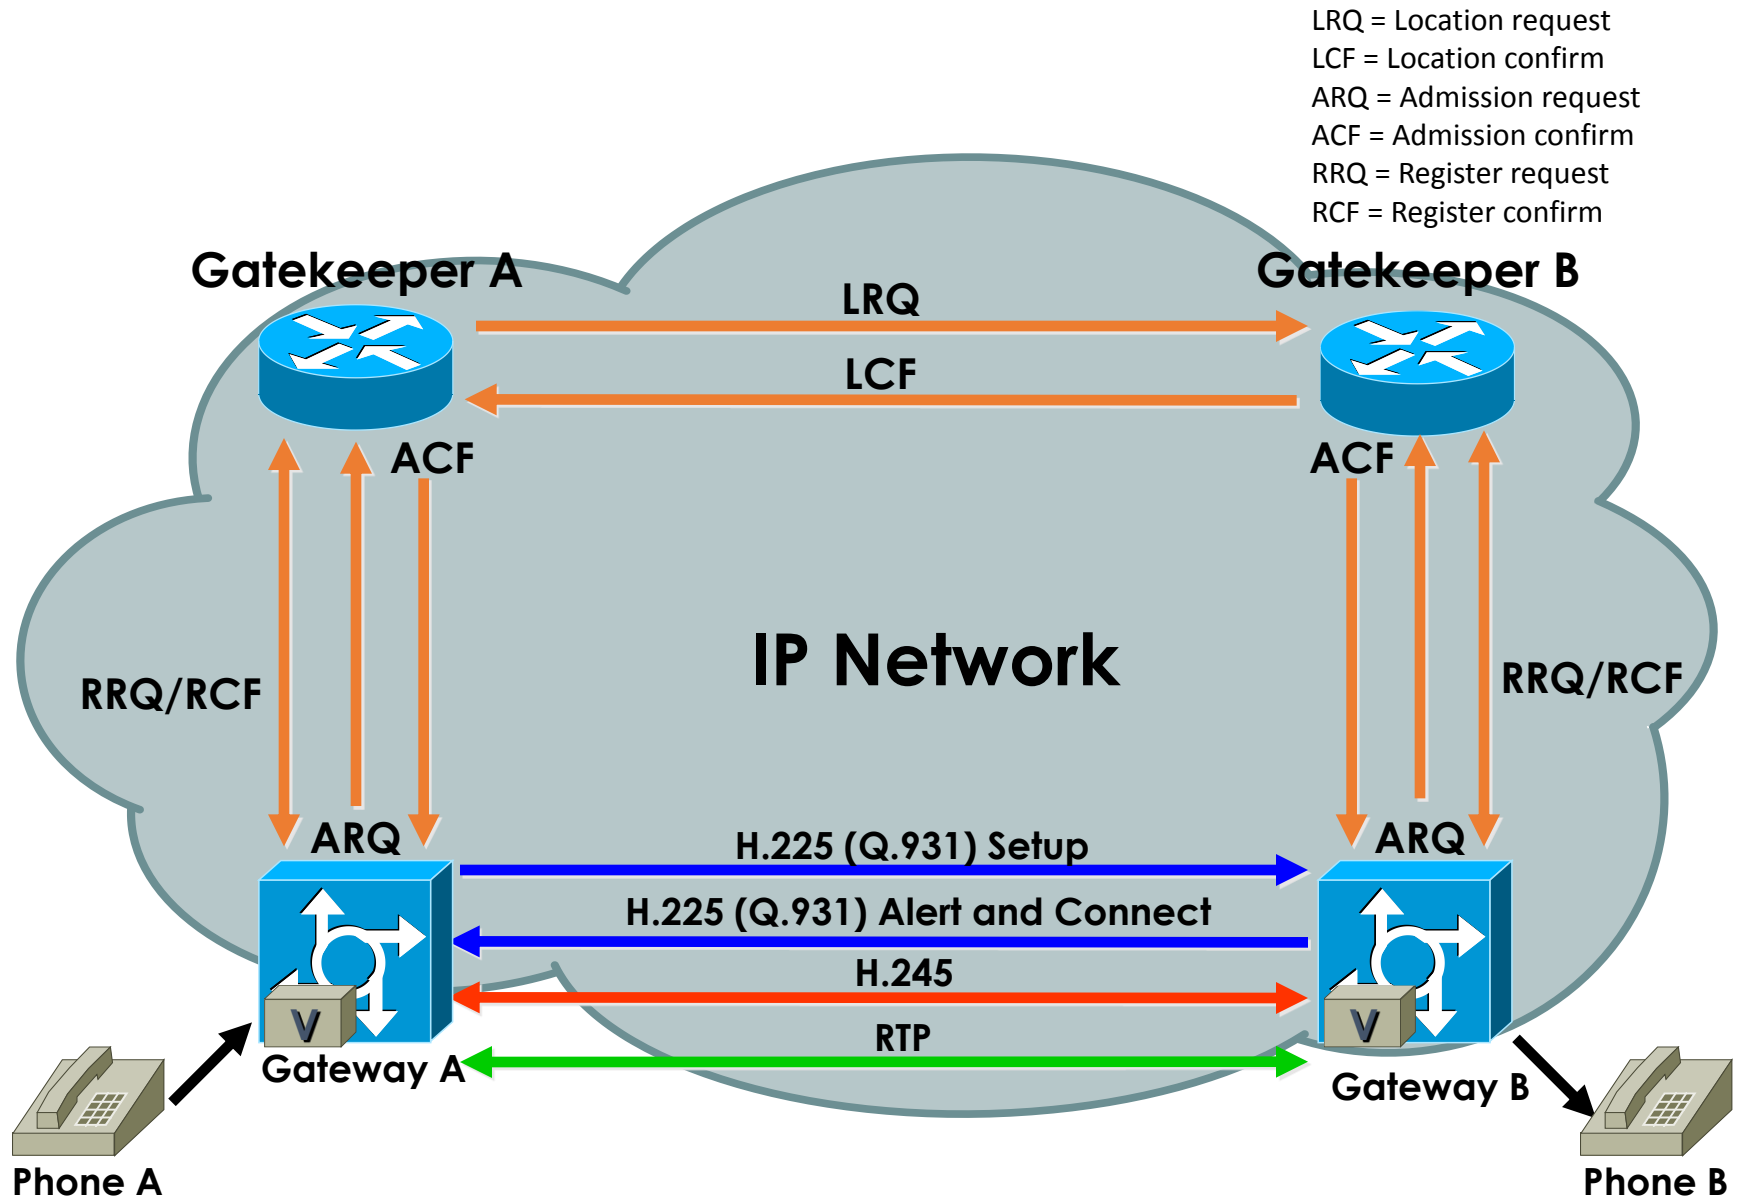 LRQ = Location request
LCF = Location confirm
ARQ = Admission request
ACF = Admission confirm
RRQ = Register request
RCF = Register confirm
Gatekeeper A
Gatekeeper B
LRQ
LCF
ACF
ACF
IP Network
RRQ/RCF
RRQ/RCF
ARQ
ARQ
H.225 (Q.931) Setup
H.225 (Q.931) Alert and Connect
H.245
V
V
RTP
Gateway A
Gateway B
Phone A
Phone B